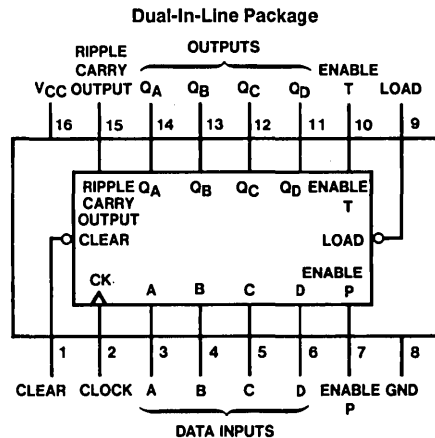 Dual-In-Line Package
RIPPLE OUTPUTS
CARRY ENABLE
VCC OUTPUT QA QB QC QD T LOAD
16 15 14 13 12 11 10 9
RIPPLE QA QB QC QD ENABLE
CARRY T
OUTPUT
CLEAR LOAD
ENABLE
CK A B C D P
1 2 3 4 5 6 7 8
CLEAR CLOCK A B C D ENABLE GND
P
DATA INPUTS